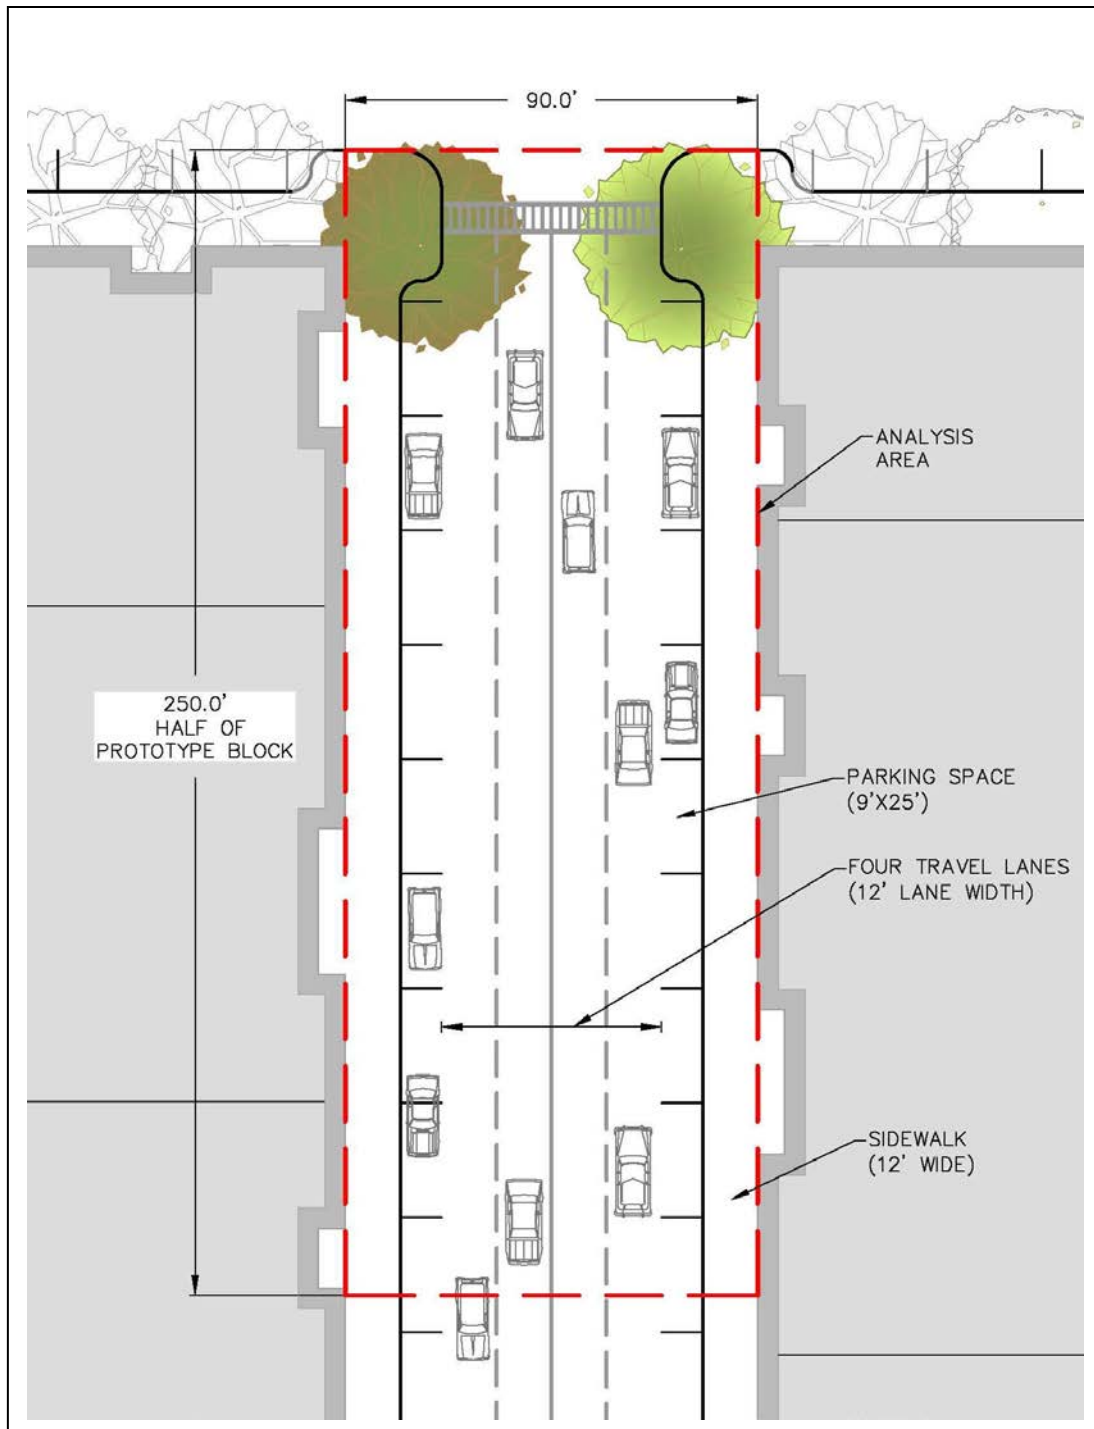 90.0'
ANALYSIS
AREA
250.0'
HALF OF
PROTOTYPE BLOCK
PARKING SPACE
(9'X25')
FOUR TRAVEL LANES
(12' LANE WIDTH)
SIDEWALK
(12' WIDE)